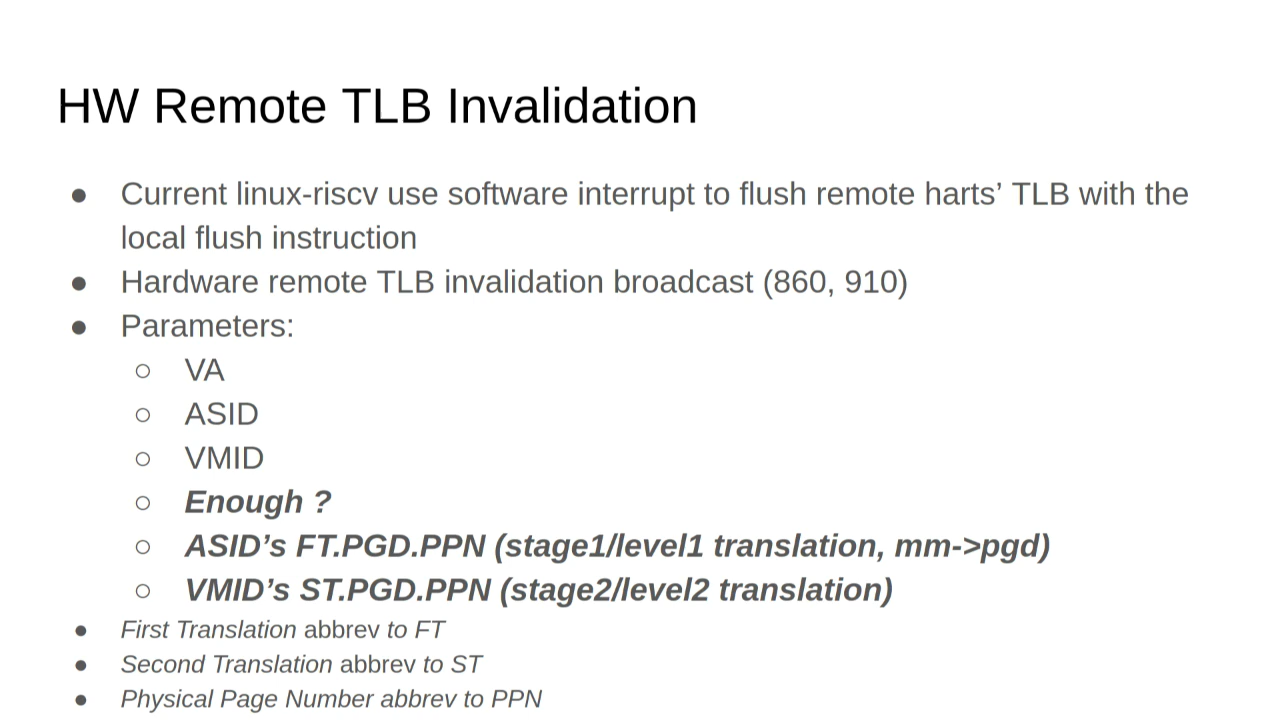 HW Remote TLB Invalidation
● Current linux-riscv use software interrupt to flush remote harts’ TLB with the
local flush instruction
● Hardware remote TLB invalidation broadcast (860, 910)
● Parameters:
○ VA
○ ASID
○ VMID
○ Enough ?
○ ASID’s FT.PGD.PPN (stage1/level1 translation, mm->pgd)
○ VMID’s ST.PGD.PPN (stage2/level2 translation)
● First Translation abbrev to FT
● Second Translation abbrev to ST
● Physical Page Number abbrev to PPN